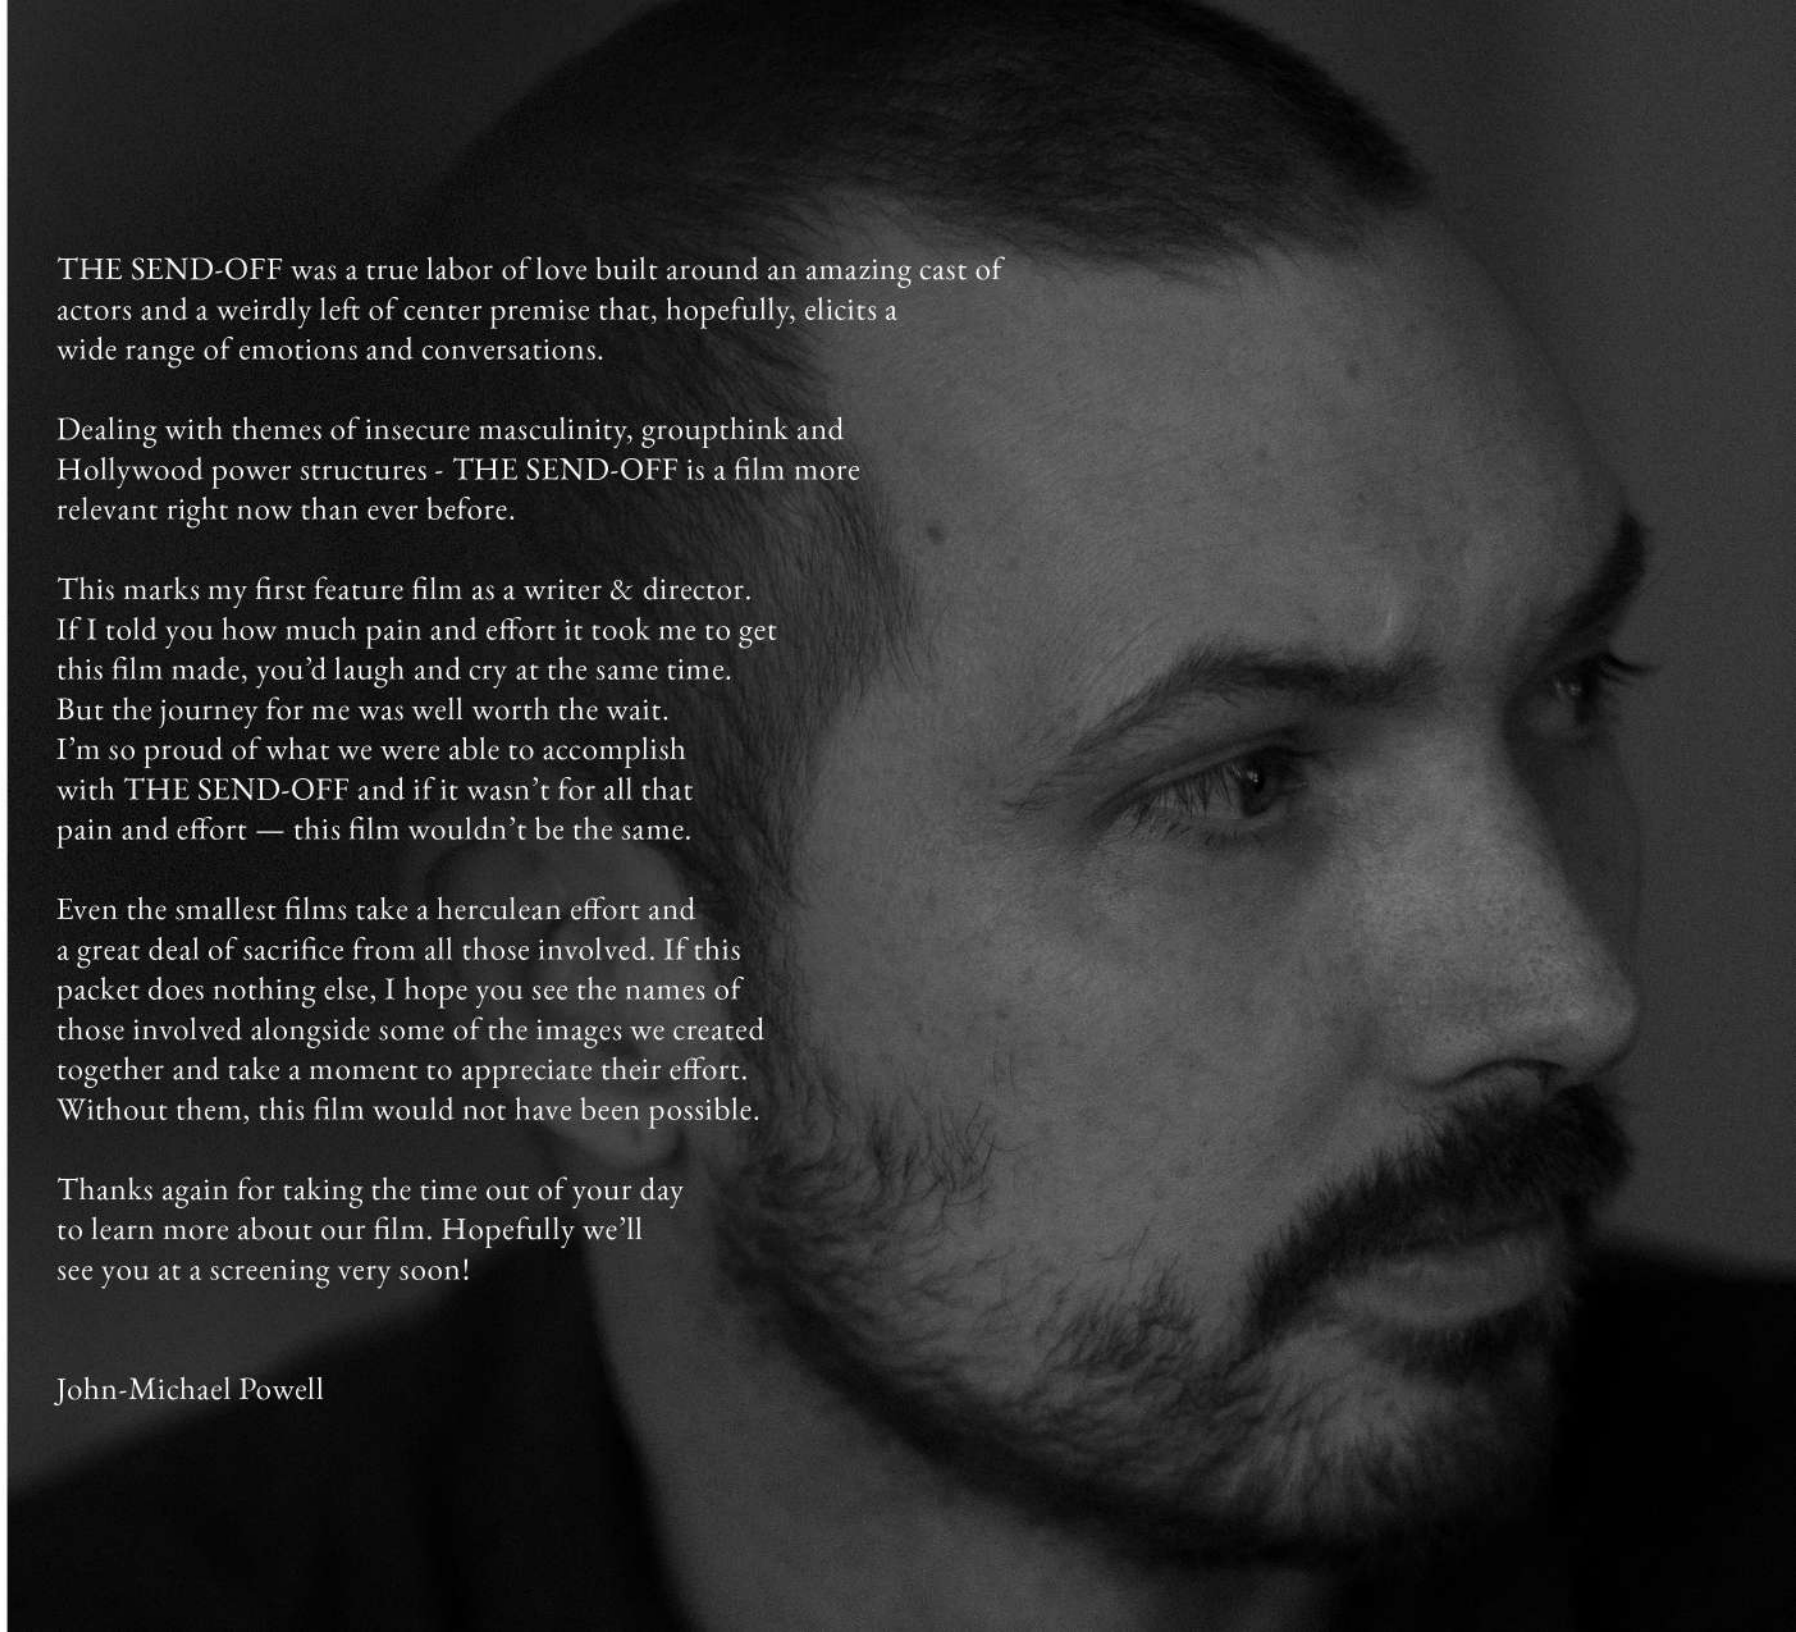 THE SEND-OFF was a true labor of love built around an amazing cast of
actors and a weirdly left of center premise that, hopefully, elicits a
wide range of emotions and conversations.
Dealing with themes of insecure masculinity, groupthink and
Hollywood power structures - THE SEND-OFF is a film more
relevant right now than ever before.
This marks my first feature film as a writer & director.
If I told you how much pain and effort it took me to get
this film made, you’d laugh and cry at the same time.
But the journey for me was well worth the wait.
I’m so proud of what we were able to accomplish
with THE SEND-OFF and if it wasn’t for all that
pain and effort — this film wouldn’t be the same.
Even the smallest films take a herculean effort and
a great deal of sacrifice from all those involved. If this
packet does nothing else, I hope you see the names of
those involved alongside some of the images we created
together and take a moment to appreciate their effort.
Without them, this film would not have been possible.
Thanks again for taking the time out of your day
to learn more about our film. Hopefully we’ll
see you at a screening very soon!
John-Michael Powell